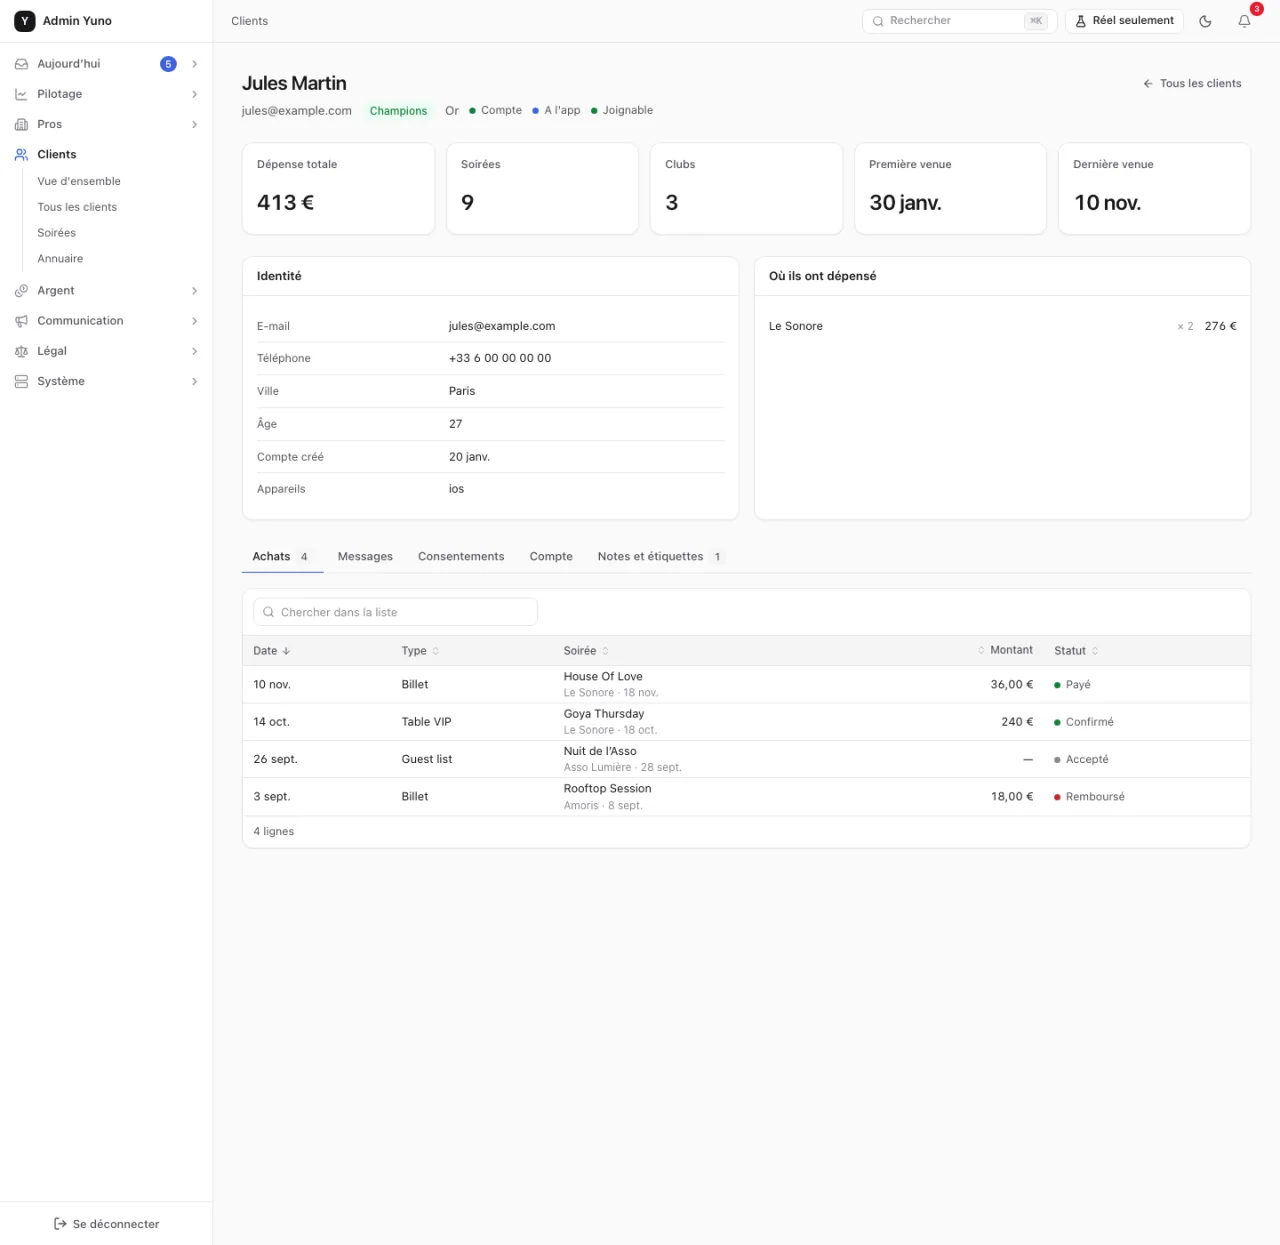 Y Admin Yuno
Clients
Rechercher ⌘K
Réel seulement
3
Aujourd'hui 5
Pilotage
Pros
Clients
Vue d'ensemble
Tous les clients
Soirées
Annuaire
Argent
Communication
Légal
Système
Se déconnecter
Jules Martin
← Tous les clients
jules@example.com Champions Or Compte A l'app Joignable
Dépense totale
413 €
Soirées
9
Clubs
3
Première venue
30 janv.
Dernière venue
10 nov.
Identité
E-mail jules@example.com
Téléphone +33 6 00 00 00 00
Ville Paris
Âge 27
Compte créé 20 janv.
Appareils ios
Où ils ont dépensé
Le Sonore × 2 276 €
Achats 4 Messages Consentements Compte Notes et étiquettes 1
Chercher dans la liste
Date ↓ Type Soirée Montant Statut
10 nov. Billet House Of Love 36,00 € Payé
Le Sonore · 18 nov.
14 oct. Table VIP Goya Thursday 240 € Confirmé
Le Sonore · 18 oct.
26 sept. Guest list Nuit de l'Asso — Accepté
Asso Lumière · 28 sept.
3 sept. Billet Rooftop Session 18,00 € Remboursé
Amoris · 8 sept.
4 lignes